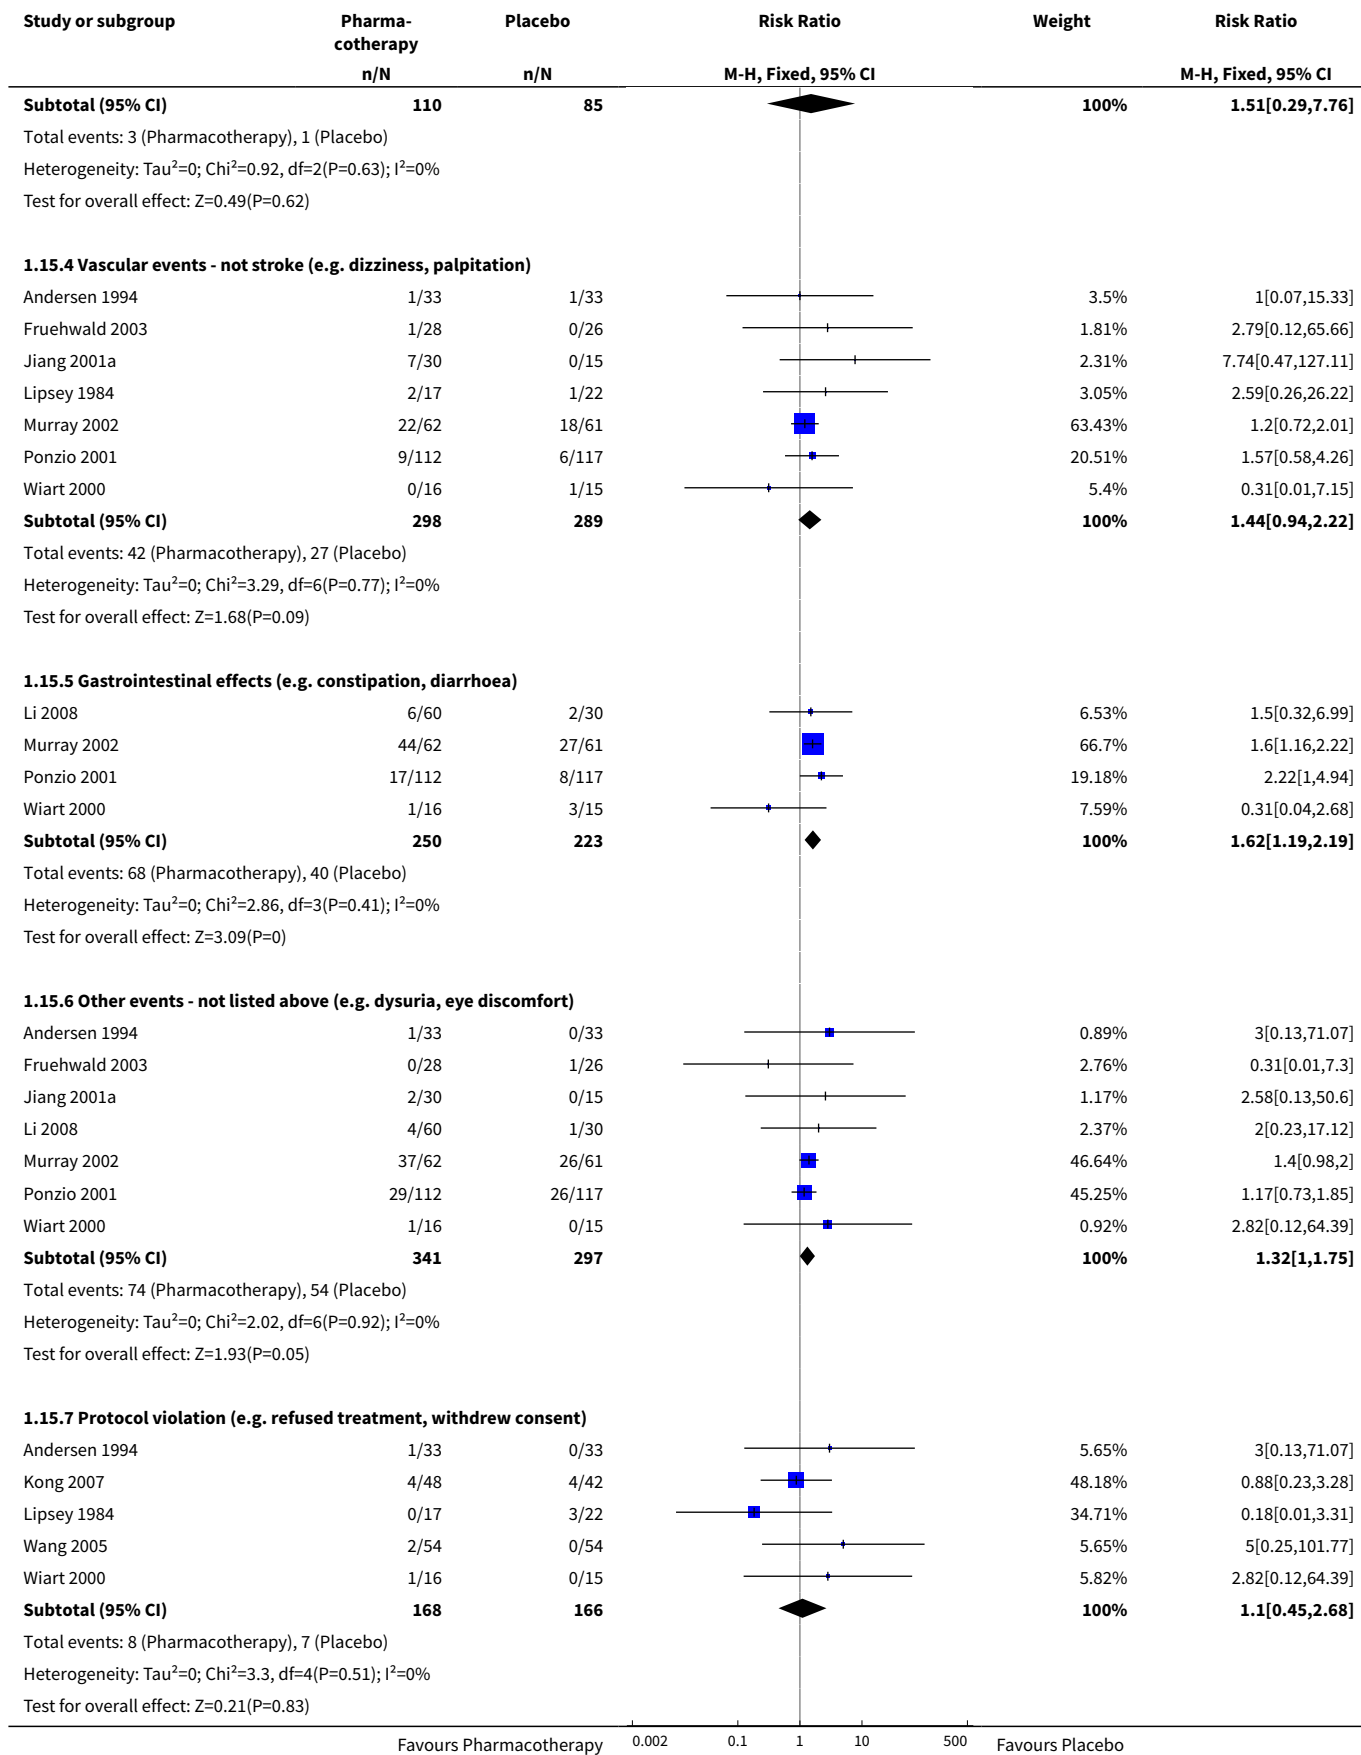 Study or subgroup Pharma- Placebo Risk Ratio Weight Risk Ratio
cotherapy
n/N n/N M-H, Fixed, 95% CI M-H, Fixed, 95% CI
Subtotal (95% CI) 110 85 100% 1.51[0.29,7.76]
Total events: 3 (Pharmacotherapy), 1 (Placebo)
Heterogeneity: Tau²=0; Chi²=0.92, df=2(P=0.63); I²=0%
Test for overall effect: Z=0.49(P=0.62)
1.15.4 Vascular events - not stroke (e.g. dizziness, palpitation)
Andersen 1994 1/33 1/33 3.5% 1[0.07,15.33]
Fruehwald 2003 1/28 0/26 1.81% 2.79[0.12,65.66]
Jiang 2001a 7/30 0/15 2.31% 7.74[0.47,127.11]
Lipsey 1984 2/17 1/22 3.05% 2.59[0.26,26.22]
Murray 2002 22/62 18/61 63.43% 1.2[0.72,2.01]
Ponzio 2001 9/112 6/117 20.51% 1.57[0.58,4.26]
Wiart 2000 0/16 1/15 5.4% 0.31[0.01,7.15]
Subtotal (95% CI) 298 289 100% 1.44[0.94,2.22]
Total events: 42 (Pharmacotherapy), 27 (Placebo)
Heterogeneity: Tau²=0; Chi²=3.29, df=6(P=0.77); I²=0%
Test for overall effect: Z=1.68(P=0.09)
1.15.5 Gastrointestinal effects (e.g. constipation, diarrhoea)
Li 2008 6/60 2/30 6.53% 1.5[0.32,6.99]
Murray 2002 44/62 27/61 66.7% 1.6[1.16,2.22]
Ponzio 2001 17/112 8/117 19.18% 2.22[1,4.94]
Wiart 2000 1/16 3/15 7.59% 0.31[0.04,2.68]
Subtotal (95% CI) 250 223 100% 1.62[1.19,2.19]
Total events: 68 (Pharmacotherapy), 40 (Placebo)
Heterogeneity: Tau²=0; Chi²=2.86, df=3(P=0.41); I²=0%
Test for overall effect: Z=3.09(P=0)
1.15.6 Other events - not listed above (e.g. dysuria, eye discomfort)
Andersen 1994 1/33 0/33 0.89% 3[0.13,71.07]
Fruehwald 2003 0/28 1/26 2.76% 0.31[0.01,7.3]
Jiang 2001a 2/30 0/15 1.17% 2.58[0.13,50.6]
Li 2008 4/60 1/30 2.37% 2[0.23,17.12]
Murray 2002 37/62 26/61 46.64% 1.4[0.98,2]
Ponzio 2001 29/112 26/117 45.25% 1.17[0.73,1.85]
Wiart 2000 1/16 0/15 0.92% 2.82[0.12,64.39]
Subtotal (95% CI) 341 297 100% 1.32[1,1.75]
Total events: 74 (Pharmacotherapy), 54 (Placebo)
Heterogeneity: Tau²=0; Chi²=2.02, df=6(P=0.92); I²=0%
Test for overall effect: Z=1.93(P=0.05)
1.15.7 Protocol violation (e.g. refused treatment, withdrew consent)
Andersen 1994 1/33 0/33 5.65% 3[0.13,71.07]
Kong 2007 4/48 4/42 48.18% 0.88[0.23,3.28]
Lipsey 1984 0/17 3/22 34.71% 0.18[0.01,3.31]
Wang 2005 2/54 0/54 5.65% 5[0.25,101.77]
Wiart 2000 1/16 0/15 5.82% 2.82[0.12,64.39]
Subtotal (95% CI) 168 166 100% 1.1[0.45,2.68]
Total events: 8 (Pharmacotherapy), 7 (Placebo)
Heterogeneity: Tau²=0; Chi²=3.3, df=4(P=0.51); I²=0%
Test for overall effect: Z=0.21(P=0.83)
Favours Pharmacotherapy 0.002 0.1 1 10 500 Favours Placebo